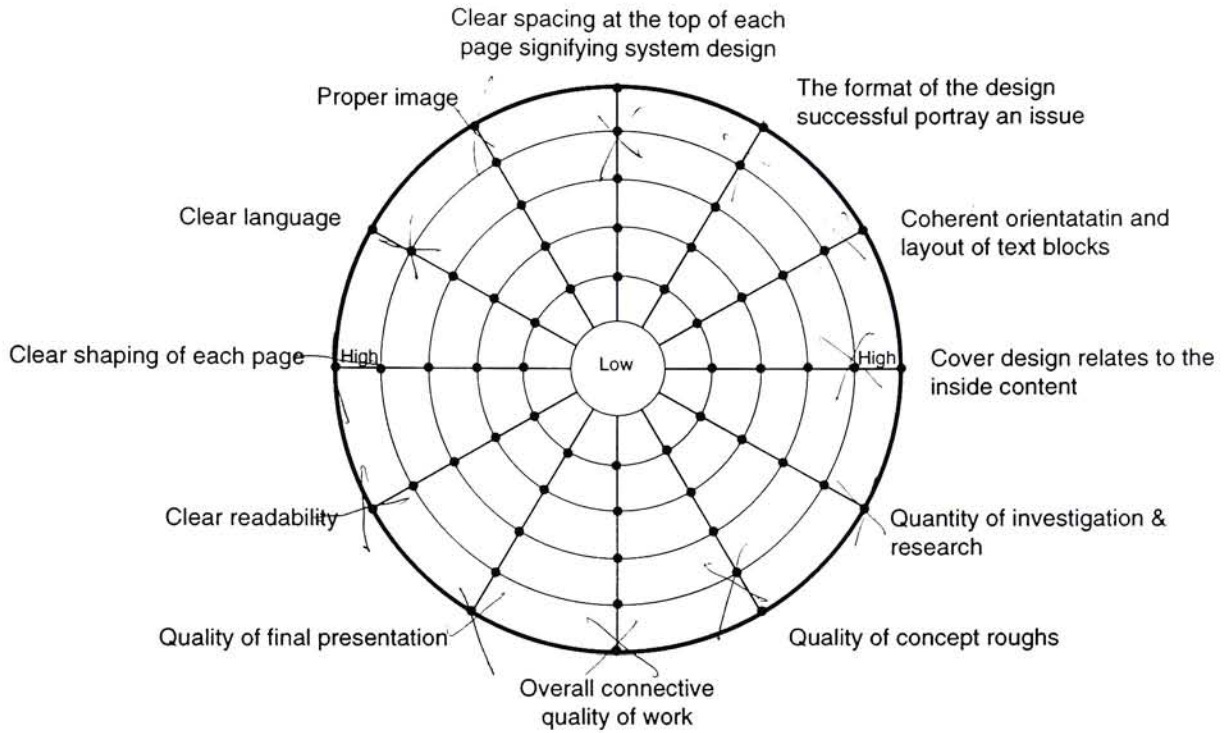 Clear spacing at the top of each
page signifying system design
The format of the design
successful portray an issue
Proper image
Clear language
Coherent orientatatin and
layout of text blocks
Clear shaping of each page
High
Low
High
Cover design relates to the
inside content
Clear readability
Quantity of investigation &
research
Quality of final presentation
Quality of concept roughs
Overall connective
quality of work